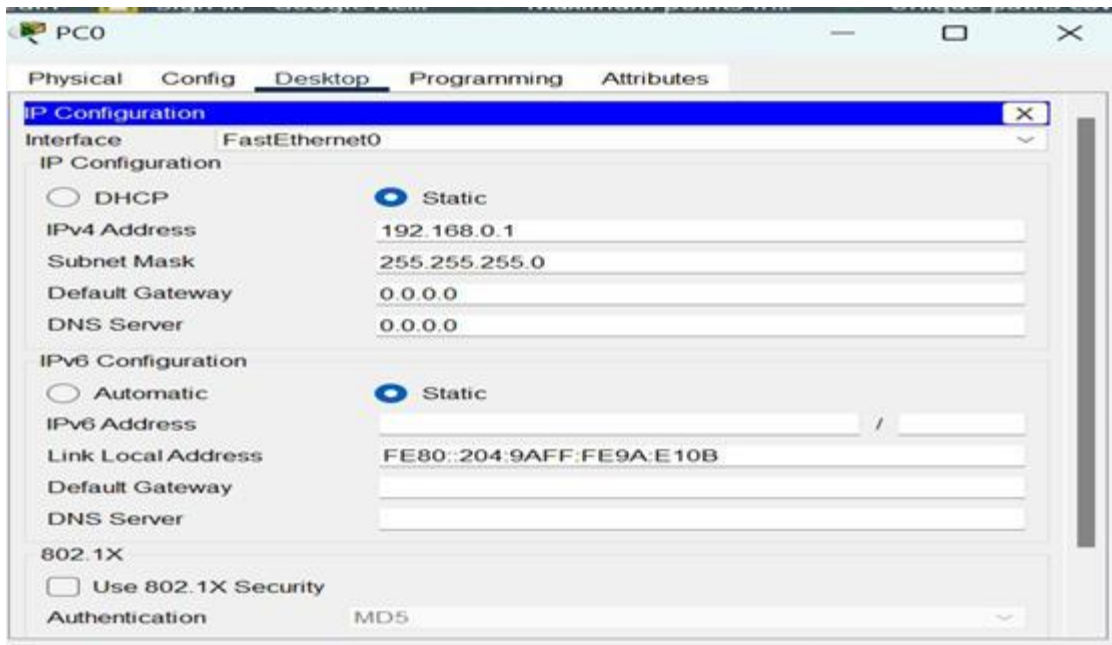 PC0
Physical Config Desktop Programming Attributes
IP Configuration X
Interface FastEthernet0
IP Configuration
DHCP Static
IPv4 Address 192.168.0.1
Subnet Mask 255.255.255.0
Default Gateway 0.0.0.0
DNS Server 0.0.0.0
IPv6 Configuration
Automatic Static
IPv6 Address /
Link Local Address FE80::204:9AFF:FE9A:E10B
Default Gateway
DNS Server
802.1X
Use 802.1X Security
Authentication MD5